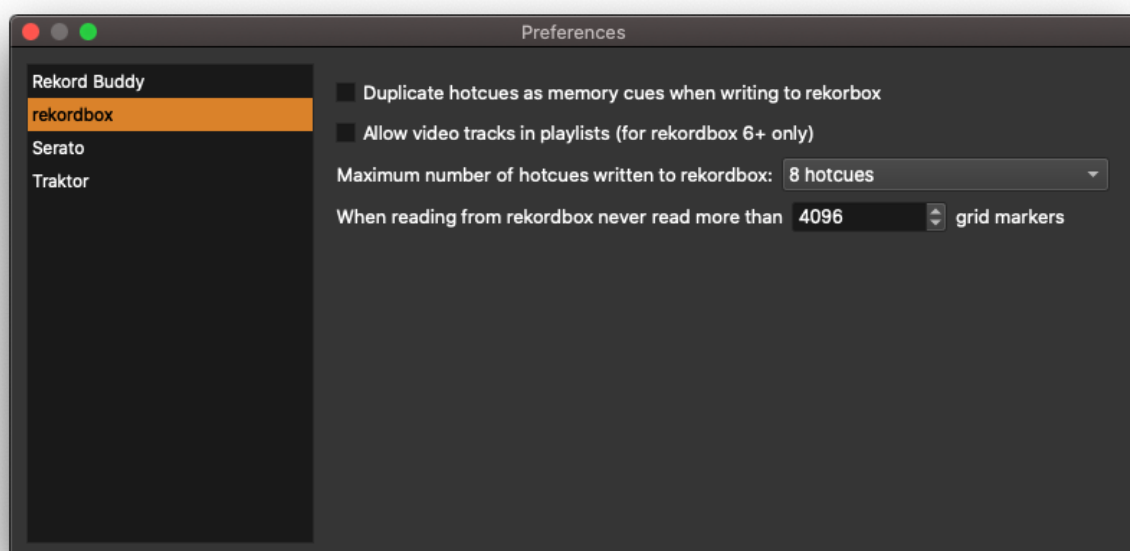 Preferences
Rekord Buddy
rekordbox
Serato
Traktor
Duplicate hotcues as memory cues when writing to rekorbox
Allow video tracks in playlists (for rekordbox 6+ only)
Maximum number of hotcues written to rekordbox: 8 hotcues
When reading from rekordbox never read more than 4096 grid markers